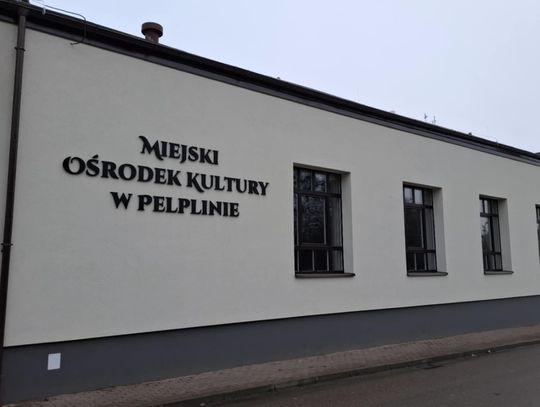 Miejski
Ośrodek Kultury
w Pelplinie